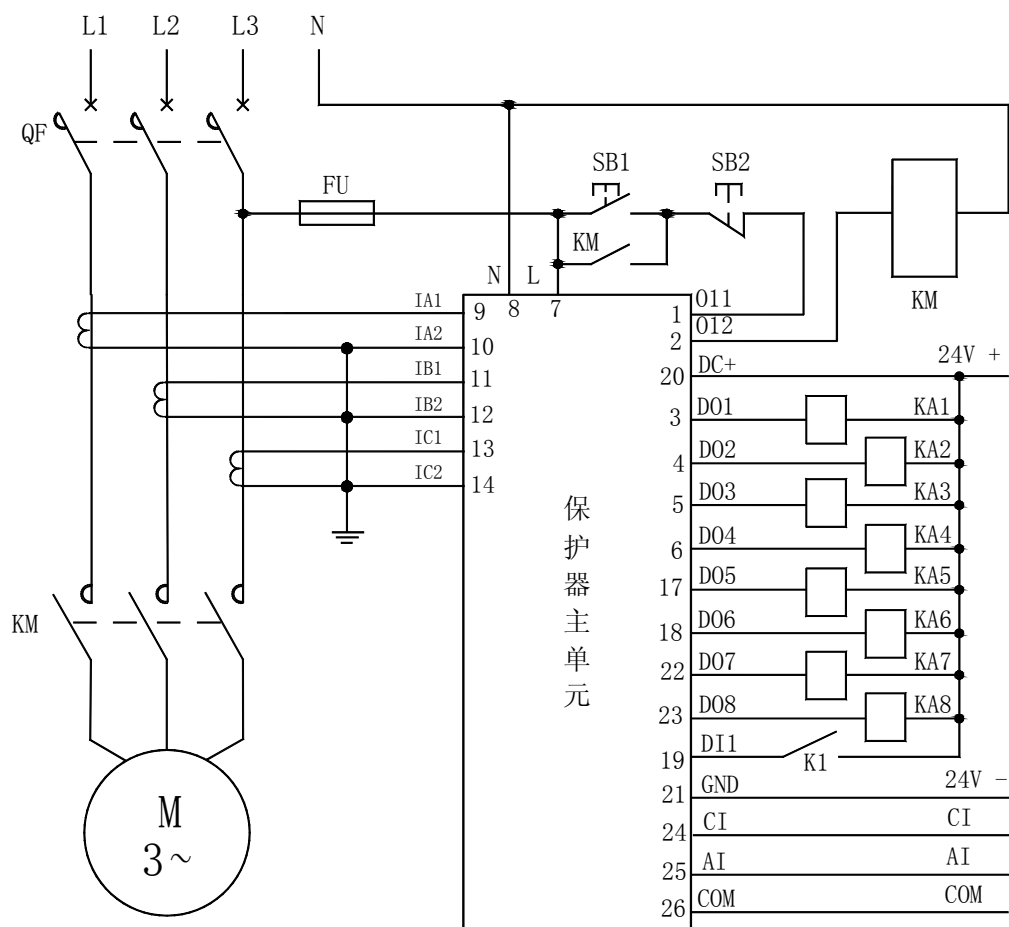 L1 L2 L3 N
QF
SB1 SB2
FU
KM
N L
KM
IA1 9 8 7 1 O11
IA2 10 2 O12
IB1 11 20 DC+ 24V +
IB2 12 3 DO1 KA1
IC1 13 4 DO2 KA2
IC2 14 5 DO3 KA3
保护器主单元
6 DO4 KA4
17 DO5 KA5
KM
18 DO6 KA6
22 DO7 KA7
23 DO8 KA8
19 DI1 K1
21 GND 24V -
24 CI CI
25 AI AI
26 COM COM
M
3~